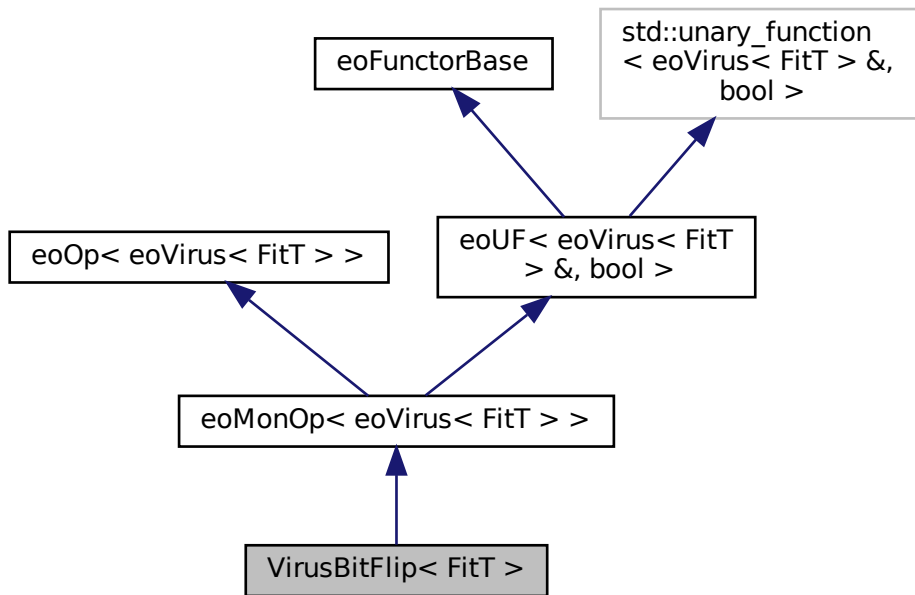 std::unary_function
< eoVirus< FitT > &,
bool >
eoFunctorBase
eoUF< eoVirus< FitT
> &, bool >
eoOp< eoVirus< FitT > >
eoMonOp< eoVirus< FitT > >
VirusBitFlip< FitT >